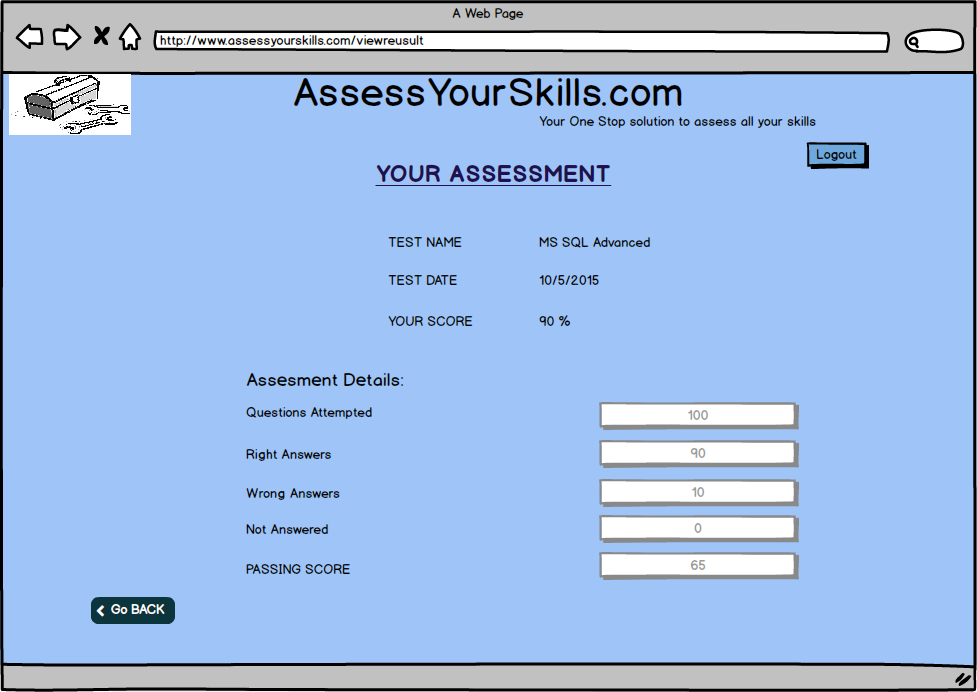 A Web Page
http://www.assessyourskills.com/viewreusult
AssessYourSkills.com
Your One Stop solution to assess all your skills
Logout
YOUR ASSESSMENT
TEST NAME MS SQL Advanced
TEST DATE 10/5/2015
YOUR SCORE 90 %
Assesment Details:
Questions Attempted 100
Right Answers 90
Wrong Answers 10
Not Answered 0
PASSING SCORE 65
Go BACK